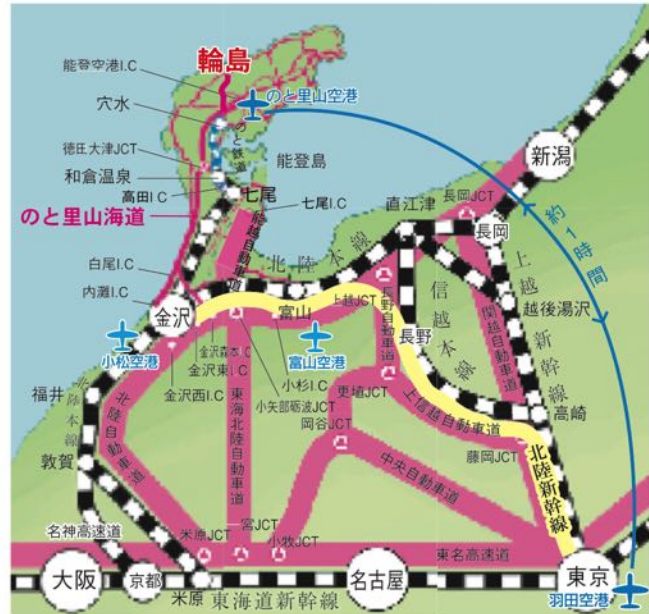 能登空港I.C
輪島
のと里山空港
穴水
のと鉄道
徳田大津JCT
能登島
和倉温泉
高田I.C
七尾
七尾I.C
のと里山海道
能越自動車道
直江津
長岡JCT
新潟
長岡
約1時間
白尾I.C
内灘I.C
北陸本線
上越JCT
長野自動車道
信越本線
上越新幹線
関越自動車道
越後湯沢
金沢
富山
長野
小松空港
金沢森本I.C
金沢東I.C
金沢西I.C
小杉I.C
富山空港
小矢部砺波JCT
更埴JCT
岡谷JCT
上信越自動車道
高崎
福井
北陸本線
北陸自動車道
東海北陸自動車道
敦賀
中央自動車道
藤岡JCT
北陸新幹線
名神高速道
米原JCT
一宮JCT
小牧JCT
東名高速道
大阪
京都
米原
東海道新幹線
名古屋
東京
羽田空港